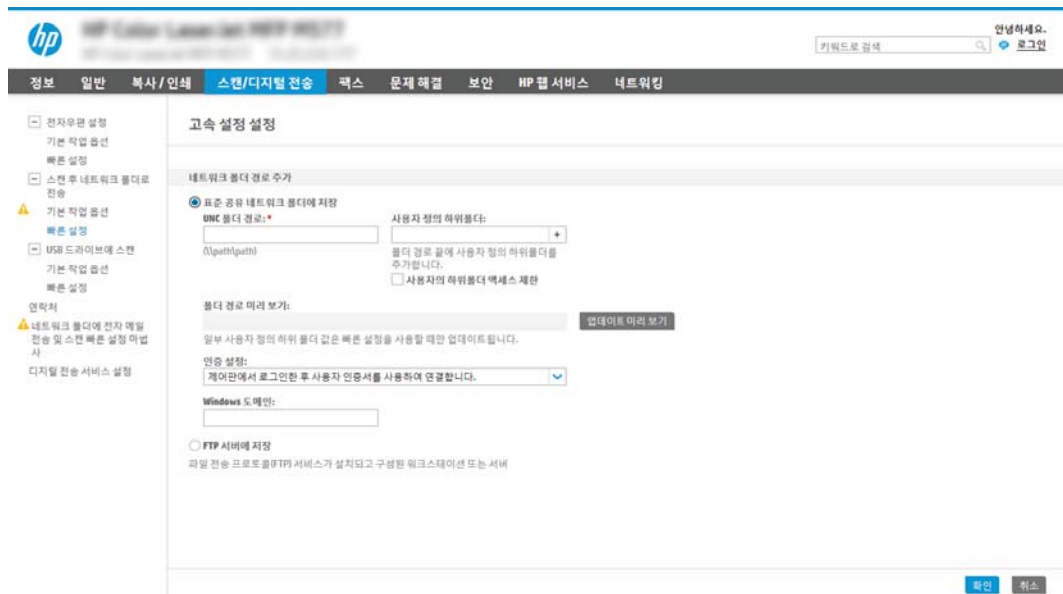 hp
안녕하세요.
키워드로 검색
로그인
정보 일반 복사 / 인쇄 스캔/디지털 전송 팩스 문제 해결 보안 HP 웹 서비스 네트워킹
전자우편 설정
기본 작업 옵션
빠른 설정
스캔 후 네트워크 폴더로
전송
기본 작업 옵션
빠른 설정
USB 드라이브에 스캔
기본 작업 옵션
빠른 설정
연락처
네트워크 폴더에 전자 메일
전송 및 스캔 빠른 설정 마법
사
디지털 전송 서비스 설정
고속 설정 설정
네트워크 폴더 경로 추가
표준 공유 네트워크 폴더에 저장
UNC 폴더 경로:*
(\\path\path)
사용자 정의 하위폴더:
+
폴더 경로 끝에 사용자 정의 하위폴더를
추가합니다.
사용자의 하위폴더 액세스 제한
폴더 경로 미리 보기:
업데이트 미리 보기
일부 사용자 정의 하위 폴더 값은 빠른 설정을 사용할 때만 업데이트됩니다.
인증 설정:
제어판에서 로그인한 후 사용자 인증서를 사용하여 연결합니다.
Windows 도메인:
FTP 서버에 저장
파일 전송 프로토콜(FTP) 서비스가 설치되고 구성된 워크스테이션 또는 서버
확인 취소